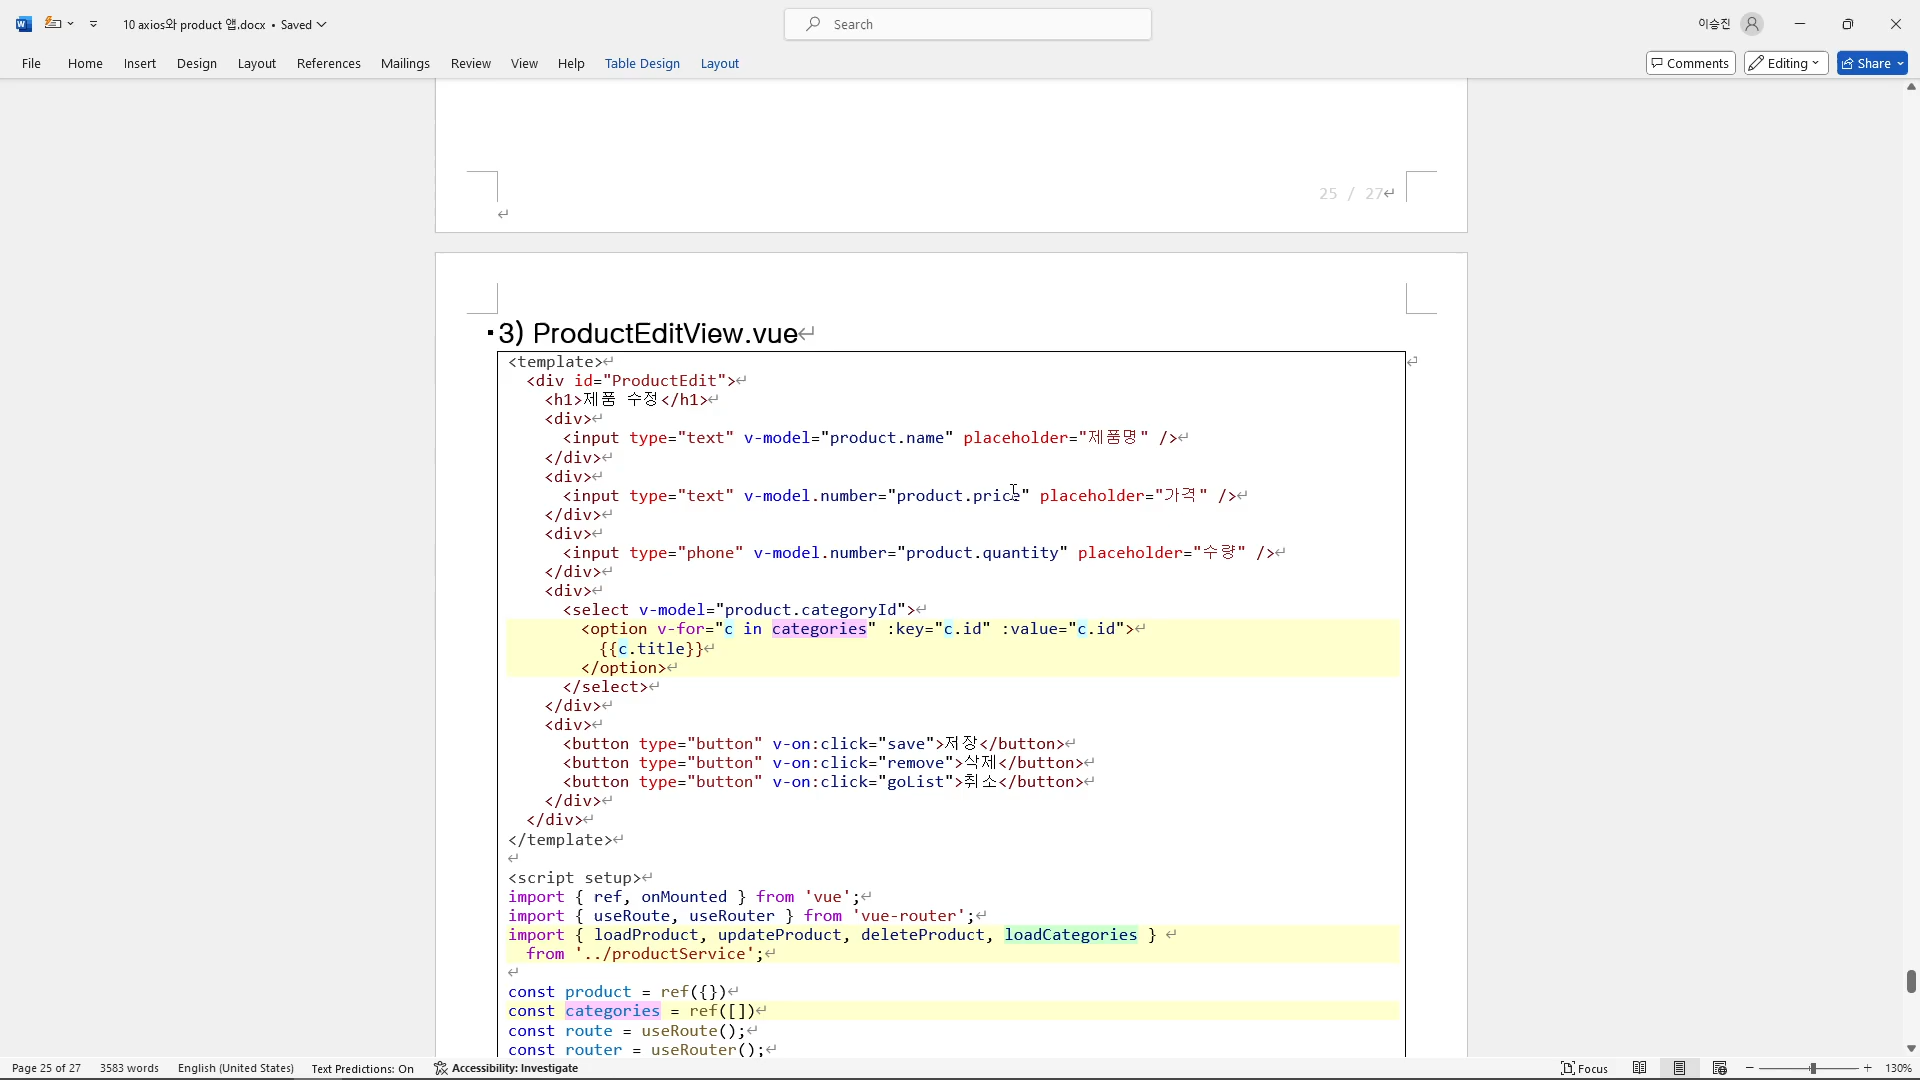 10 axios와 product 앱.docx • Saved
Search
이승진
File Home Insert Design Layout References Mailings Review View Help Table Design Layout
Comments Editing Share
25 / 27↵
↵
3) ProductEditView.vue↵
<template>↵
<div id="ProductEdit">↵
<h1>제품 수정</h1>↵
<div>↵
<input type="text" v-model="product.name" placeholder="제품명" />↵
</div>↵
<div>↵
<input type="text" v-model.number="product.price" placeholder="가격" />↵
</div>↵
<div>↵
<input type="phone" v-model.number="product.quantity" placeholder="수량" />↵
</div>↵
<div>↵
<select v-model="product.categoryId">↵
<option v-for="c in categories" :key="c.id" :value="c.id">↵
{{c.title}}↵
</option>↵
</select>↵
</div>↵
<div>↵
<button type="button" v-on:click="save">저장</button>↵
<button type="button" v-on:click="remove">삭제</button>↵
<button type="button" v-on:click="goList">취소</button>↵
</div>↵
</div>↵
</template>↵
↵
<script setup>↵
import { ref, onMounted } from 'vue';↵
import { useRoute, useRouter } from 'vue-router';↵
import { loadProduct, updateProduct, deleteProduct, loadCategories } ↵
from '../productService';↵
↵
const product = ref({})↵
const categories = ref([])↵
const route = useRoute();↵
const router = useRouter();↵
Page 25 of 27 3583 words English (United States) Text Predictions: On Accessibility: Investigate Focus 130%